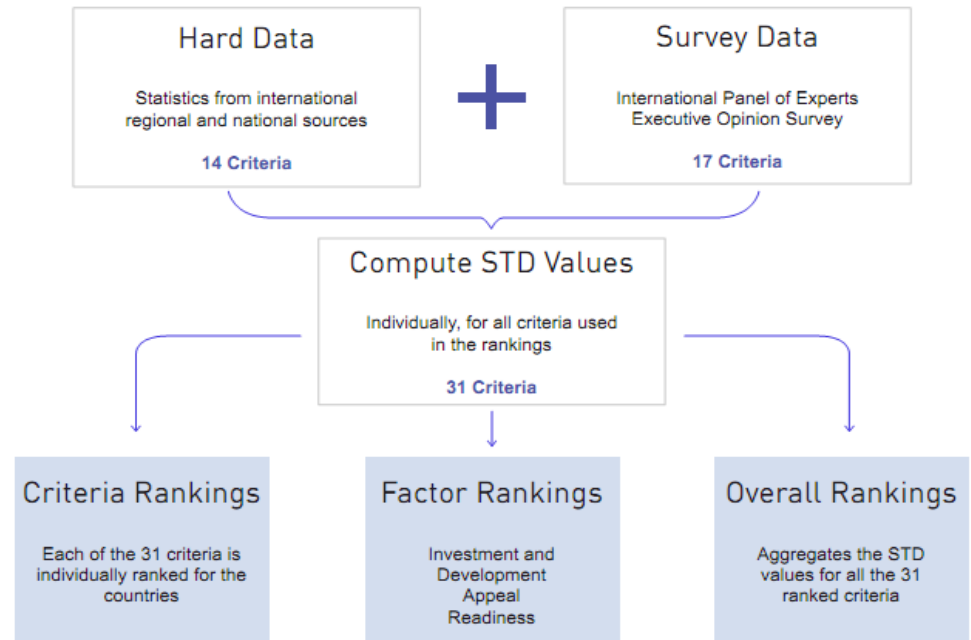 Hard Data
Statistics from international
regional and national sources
14 Criteria
+
Survey Data
International Panel of Experts
Executive Opinion Survey
17 Criteria
Compute STD Values
Individually, for all criteria used
in the rankings
31 Criteria
Criteria Rankings
Each of the 31 criteria is
individually ranked for the
countries
Factor Rankings
Investment and
Development
Appeal
Readiness
Overall Rankings
Aggregates the STD
values for all the 31
ranked criteria